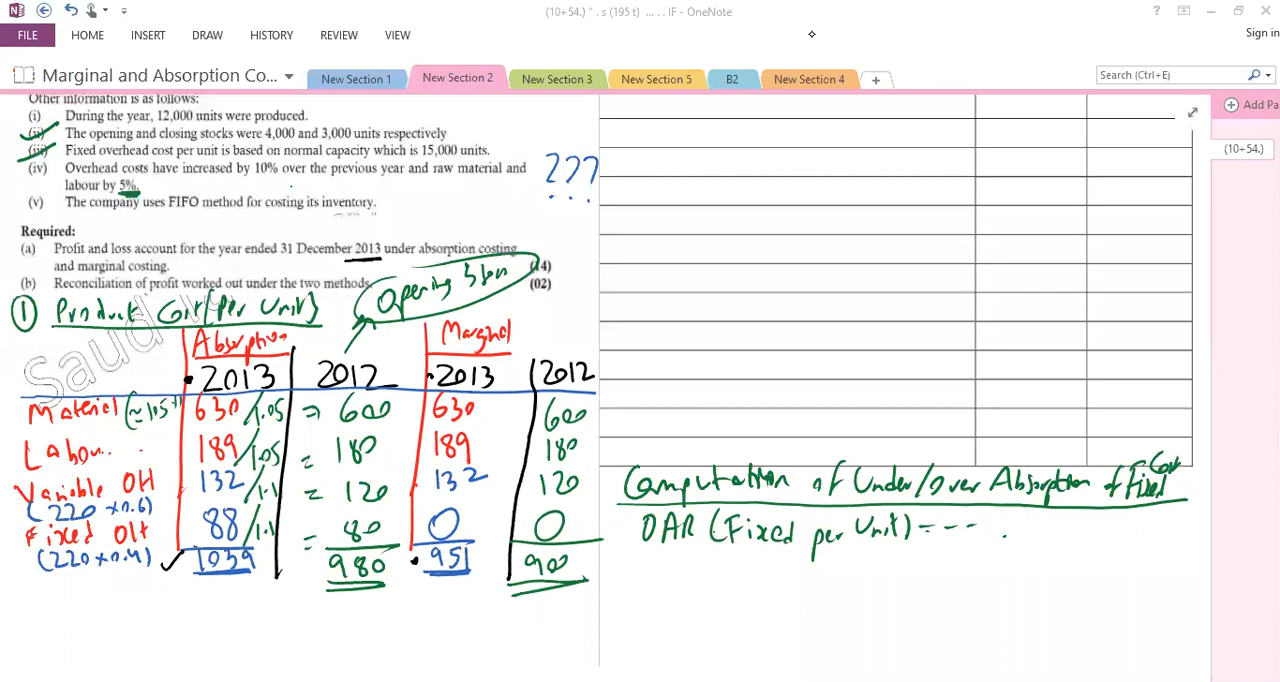 (10+54.) " . s (195 t) ... . . IF - OneNote
Sign in
FILE HOME INSERT DRAW HISTORY REVIEW VIEW
Marginal and Absorption Co...
New Section 1 New Section 2 New Section 3 New Section 5 B2 New Section 4
Search (Ctrl+E)
Add Pa
(10+54.)
Other information is as follows:
(i) During the year, 12,000 units were produced.
(ii) The opening and closing stocks were 4,000 and 3,000 units respectively
(iii) Fixed overhead cost per unit is based on normal capacity which is 15,000 units.
(iv) Overhead costs have increased by 10% over the previous year and raw material and
labour by 5%.
(v) The company uses FIFO method for costing its inventory.
???
Required:
(a) Profit and loss account for the year ended 31 December 2013 under absorption costing
and marginal costing. (14)
(b) Reconciliation of profit worked out under the two methods. (02)
Opening
① Product Cost (per Unit)
Saud
Absorption Marginal
2013 2012 2013 2012
Material 630 /1.05 = 600 630 600
Labour 189 /1.05 = 180 189 180
Variable OH 132 /1.1 = 120 132 120
(220 x 0.6)
Fixed OH 88 /1.1 = 80 0 0
(220 x 0.4) 1039 980 951 900
Computation of Under/Over Absorption of Fixed Cost
OAR (Fixed per Unit) = - - -